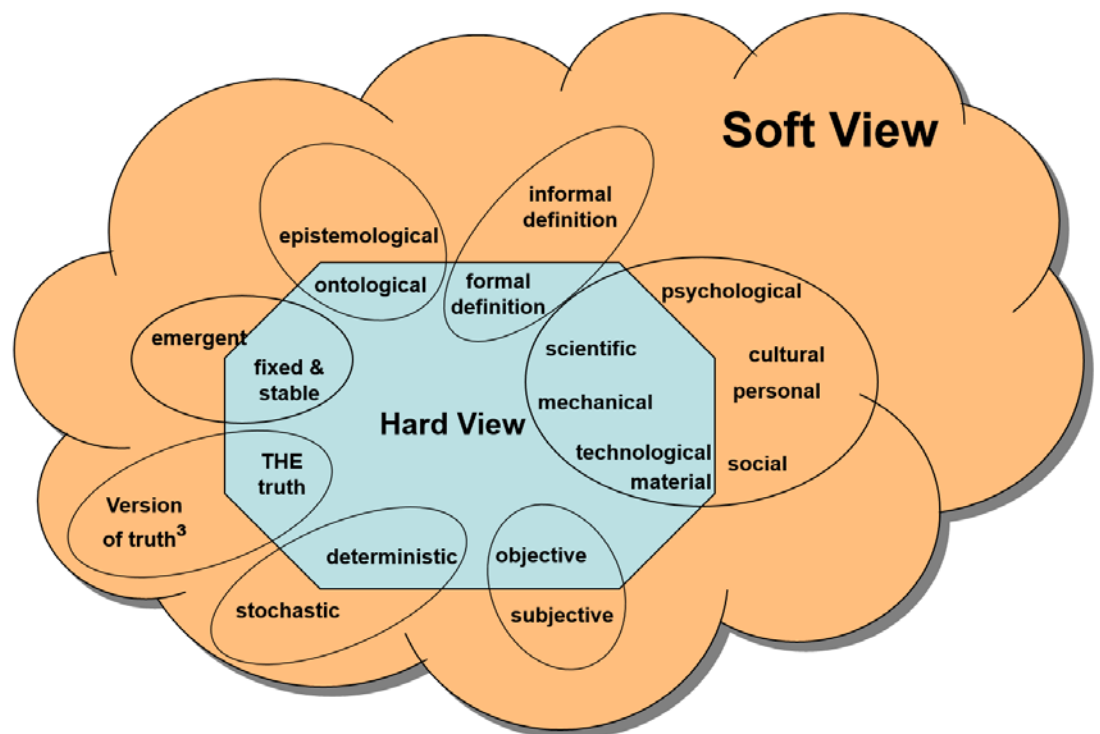 Soft View
informal
definition
epistemological
ontological
formal
definition
psychological
emergent
scientific
cultural
fixed &
stable
personal
mechanical
Hard View
technological
THE
truth
social
material
Version
of truth³
deterministic
objective
stochastic
subjective